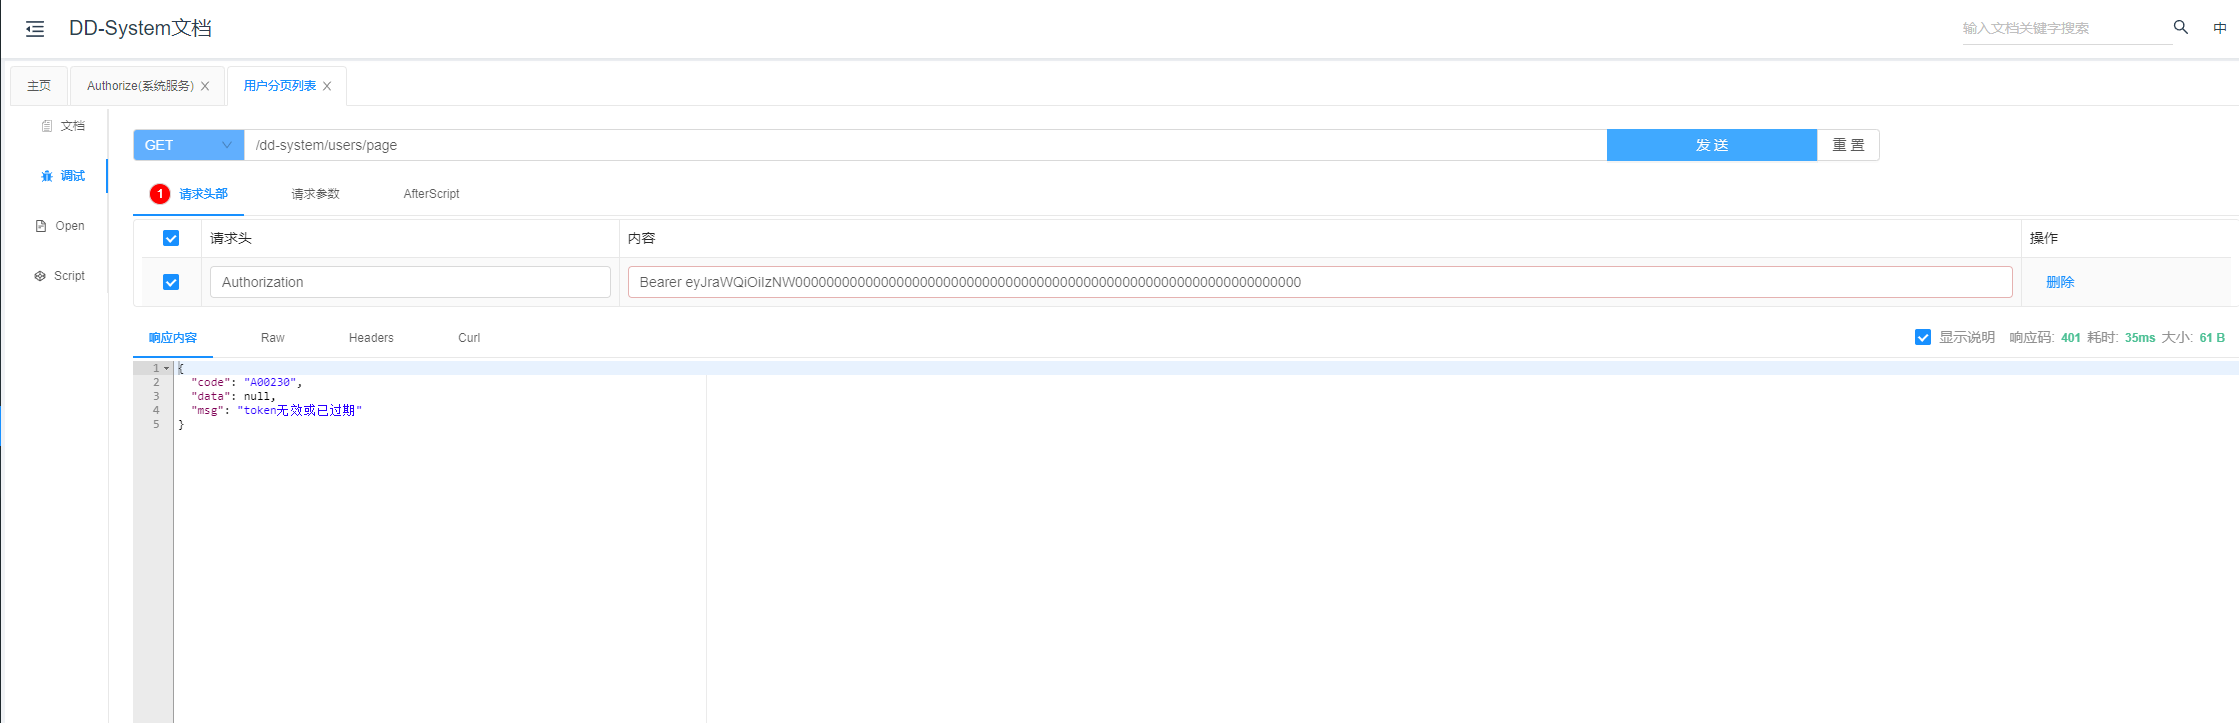 DD-System文档
输入文档关键字搜索
中
主页
Authorize(系统服务)
用户分页列表
文档
调试
Open
Script
GET
/dd-system/users/page
发 送
重 置
1 请求头部
请求参数
AfterScript
请求头
内容
操作
Authorization
Bearer eyJraWQiOiIzNW0000000000000000000000000000000000000000000000000000000000000
删除
响应内容
Raw
Headers
Curl
显示说明 响应码: 401 耗时: 35ms 大小: 61 B
1 {
2 "code": "A00230",
3 "data": null,
4 "msg": "token无效或已过期"
5 }